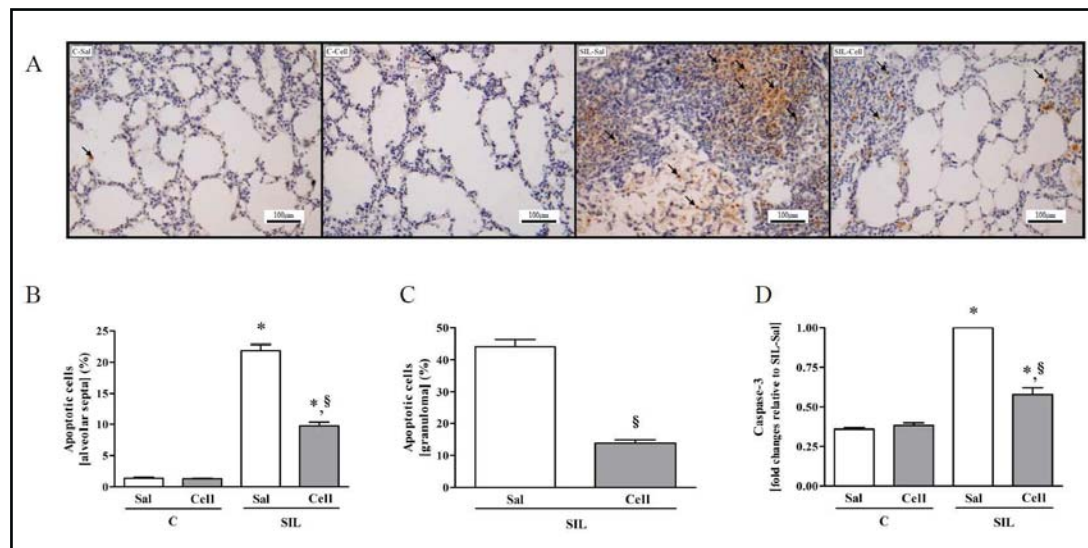 A
C-Sal
C-Cell
SIL-Sal
SIL-Cell
100µm
100µm
100µm
100µm
B
Apoptotic cells
[alveolar septa] (%)
25
20
15
10
5
0
*
*, §
Sal
Cell
Sal
Cell
C
SIL
C
Apoptotic cells
[granuloma] (%)
50
40
30
20
10
0
§
Sal
Cell
SIL
D
Caspase-3
[fold changes relative to SIL-Sal]
1.00
0.75
0.50
0.25
0.00
*
*, §
Sal
Cell
Sal
Cell
C
SIL